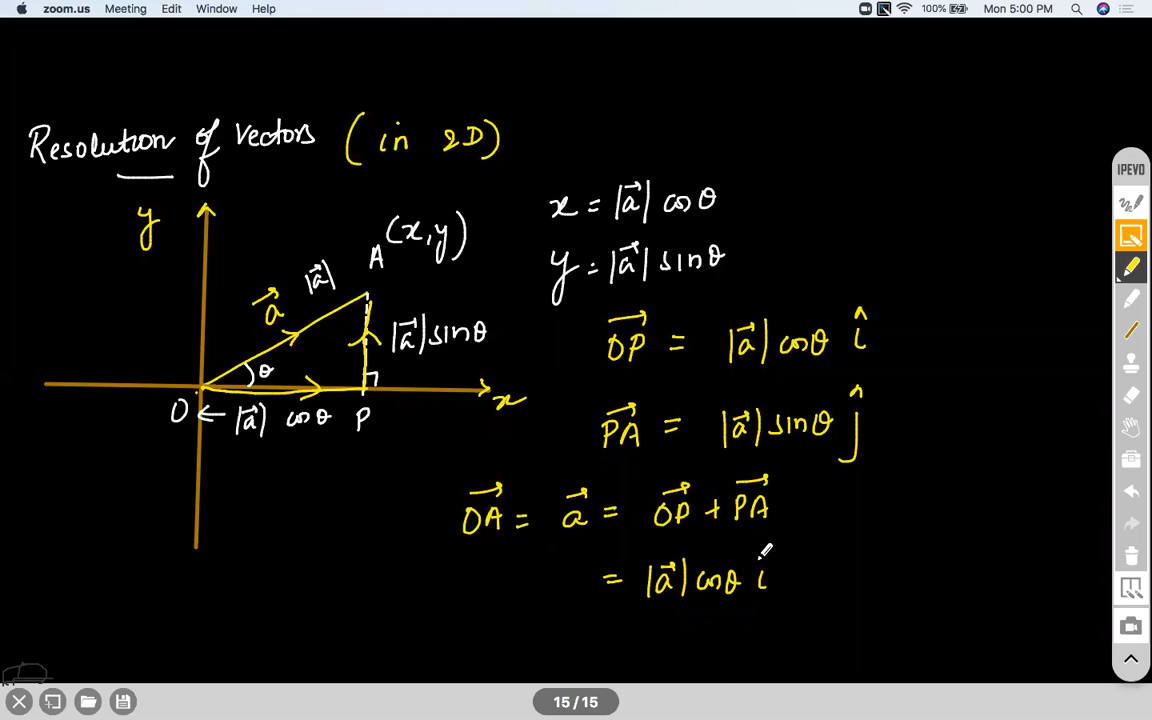 zoom.us Meeting Edit Window Help 100% Mon 5:00 PM
Resolution of vectors (in 2D)
y
A (x,y)
|a⃗|
a⃗
|a⃗| sinθ
θ
x
O ← |a⃗| cosθ P
x = |a⃗| cosθ
y = |a⃗| sinθ
OP⃗ = |a⃗| cosθ î
PA⃗ = |a⃗| sinθ ĵ
OA⃗ = a⃗ = OP⃗ + PA⃗
= |a⃗| cosθ i
IPEVO
15/15